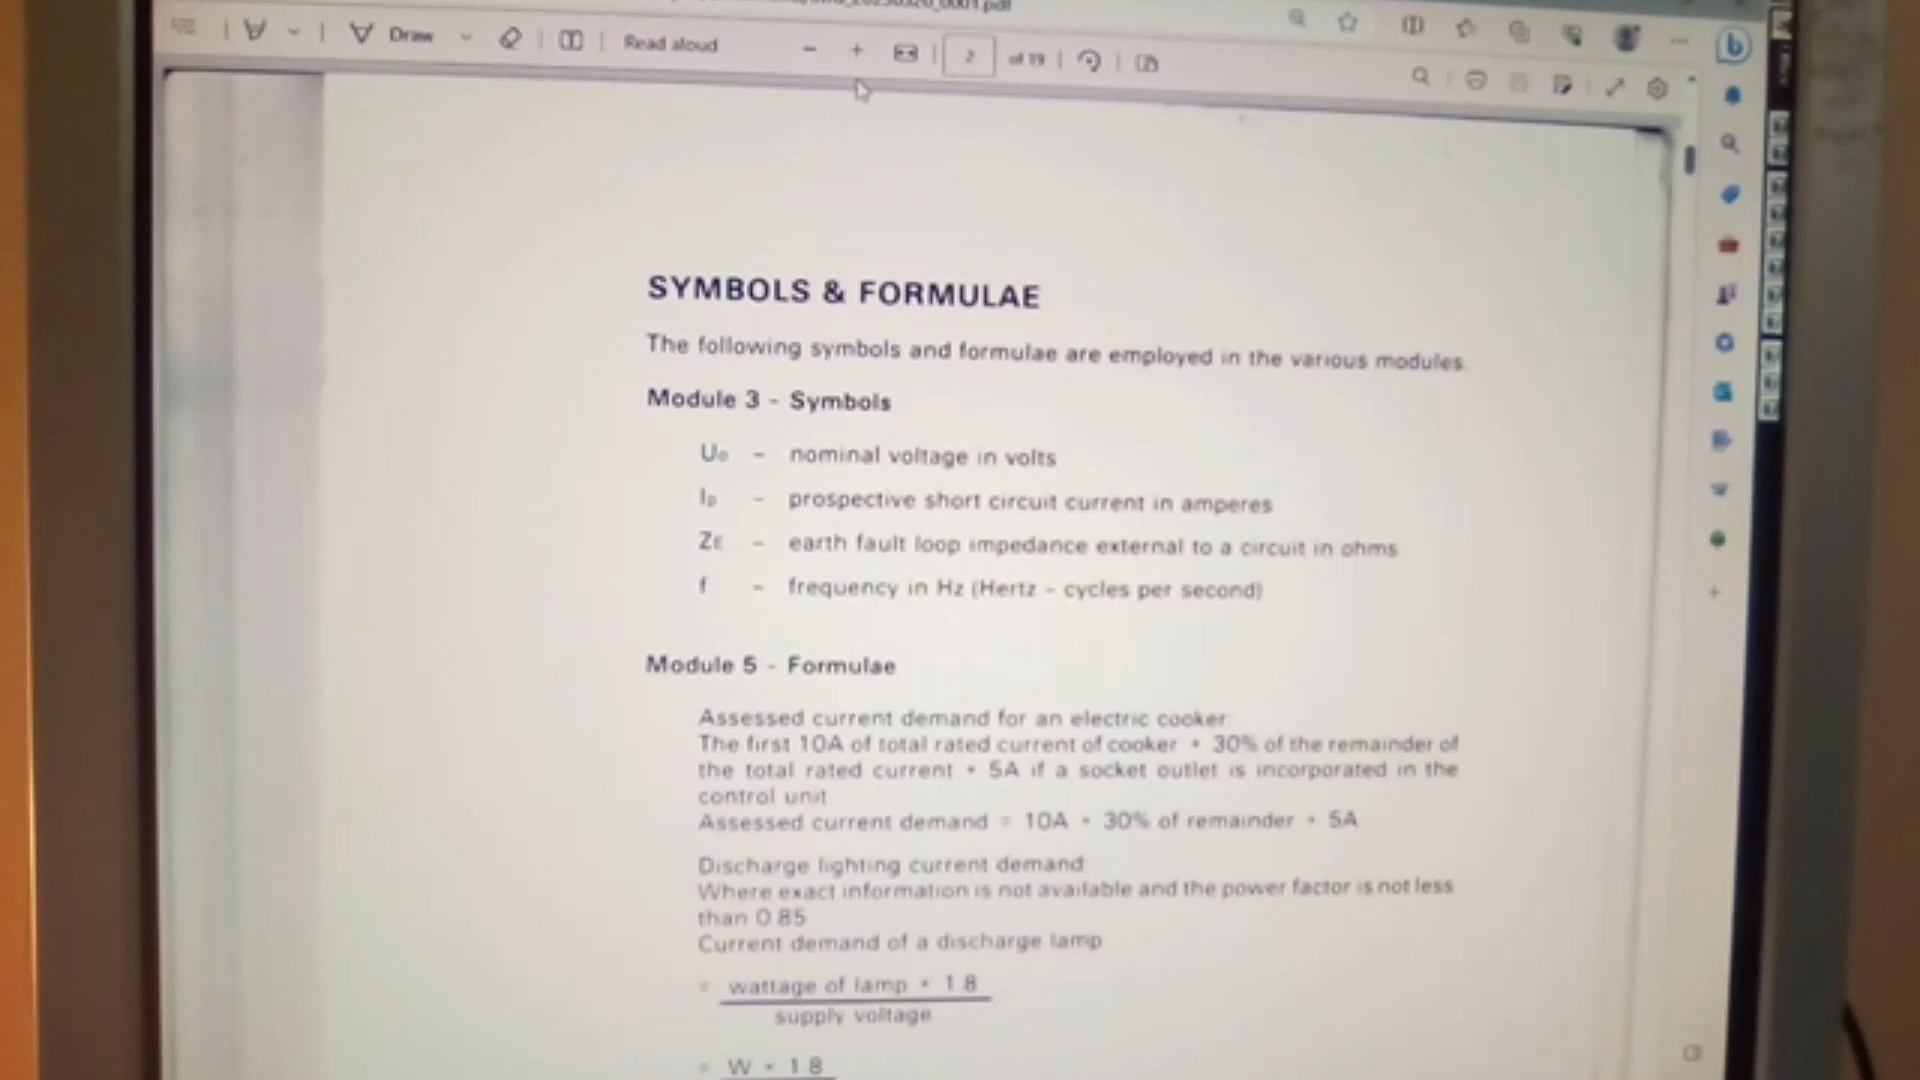 Draw
Read aloud
2 of 19
SYMBOLS & FORMULAE
The following symbols and formulae are employed in the various modules.
Module 3 - Symbols
Uo - nominal voltage in volts
Ip - prospective short circuit current in amperes
ZE - earth fault loop impedance external to a circuit in ohms
f - frequency in Hz (Hertz - cycles per second)
Module 5 - Formulae
Assessed current demand for an electric cooker
The first 10A of total rated current of cooker + 30% of the remainder of
the total rated current + 5A if a socket outlet is incorporated in the
control unit
Assessed current demand = 10A + 30% of remainder + 5A
Discharge lighting current demand
Where exact information is not available and the power factor is not less
than 0.85
Current demand of a discharge lamp
= wattage of lamp × 1.8
supply voltage
= W × 1.8